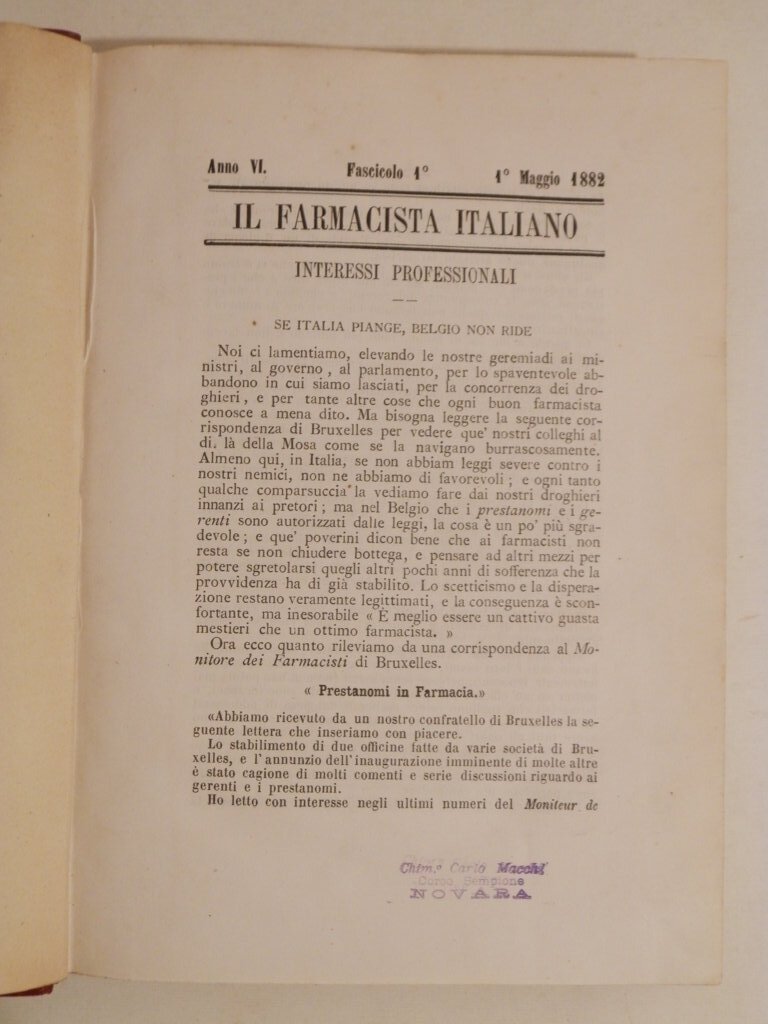 Anno VI. Fascicolo 1° 1° Maggio 1882
IL FARMACISTA ITALIANO
INTERESSI PROFESSIONALI
SE ITALIA PIANGE, BELGIO NON RIDE
Noi ci lamentiamo, elevando le nostre geremiadi ai mi-
nistri, al governo, al parlamento, per lo spaventevole ab-
bandono in cui siamo lasciati, per la concorrenza dei dro-
ghieri, e per tante altre cose che ogni buon farmacista
conosce a mena dito. Ma bisogna leggere la seguente cor-
rispondenza di Bruxelles per vedere que' nostri colleghi al
di. là della Mosa come se la navigano burrascosamente.
Almeno qui, in Italia, se non abbiam leggi severe contro i
nostri nemici, non ne abbiamo di favorevoli; e ogni tanto
qualche comparsuccia la vediamo fare dai nostri droghieri
innanzi ai pretori; ma nel Belgio che i prestanomi e i ge-
renti sono autorizzati dalle leggi, la cosa è un po' più sgra-
devole; e que' poverini dicon bene che ai farmacisti non
resta se non chiudere bottega, e pensare ad altri mezzi per
potere sgretolarsi quegli altri pochi anni di sofferenza che la
provvidenza ha di già stabilito. Lo scetticismo e la dispera-
zione restano veramente legittimati, e la conseguenza è scon-
fortante, ma inesorabile « È meglio essere un cattivo guasta
mestieri che un ottimo farmacista. »
Ora ecco quanto rileviamo da una corrispondenza al Mo-
nitore dei Farmacisti di Bruxelles.
« Prestanomi in Farmacia.»
«Abbiamo ricevuto da un nostro confratello di Bruxelles la se-
guente lettera che inseriamo con piacere.
Lo stabilimento di due officine fatte da varie società di Bru-
xelles, e l'annunzio dell'inaugurazione imminente di molte altre
è stato cagione di molti comenti e serie discussioni riguardo ai
gerenti e i prestanomi.
Ho letto con interesse negli ultimi numeri del Moniteur de
Chim.° Carlo Macchi
Corso Sempione
NOVARA